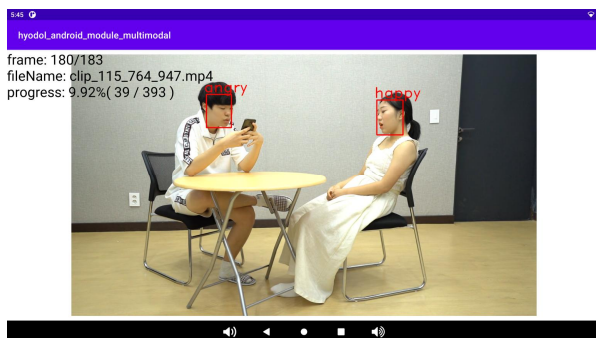 5:45
hyodol_android_module_multimodal
frame: 180/183
fileName: clip_115_764_947.mp4
progress: 9.92%( 39 / 393 )
angry
happy